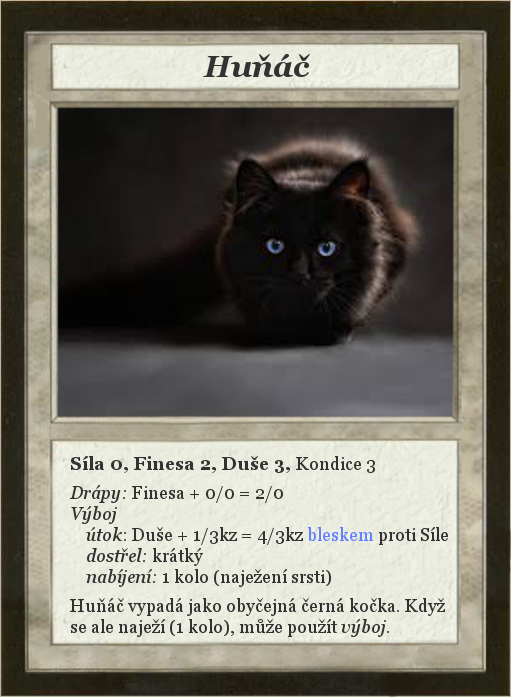 Huňáč
Síla 0, Finesa 2, Duše 3, Kondice 3
Drápy: Finesa + 0/0 = 2/0
Výboj
útok: Duše + 1/3kz = 4/3kz bleskem proti Síle
dostřel: krátký
nabíjení: 1 kolo (naježení srsti)
Huňáč vypadá jako obyčejná černá kočka. Když
se ale naježí (1 kolo), může použít výboj.